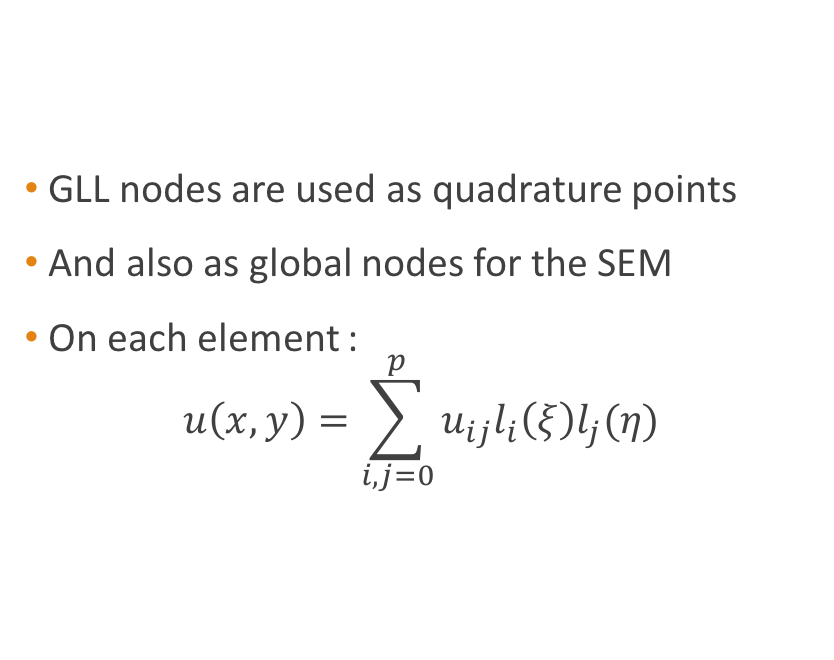 • GLL nodes are used as quadrature points
• And also as global nodes for the SEM
• On each element :
u(x, y) = ∑_{i,j=0}^{p} u_{ij} l_i(ξ) l_j(η)